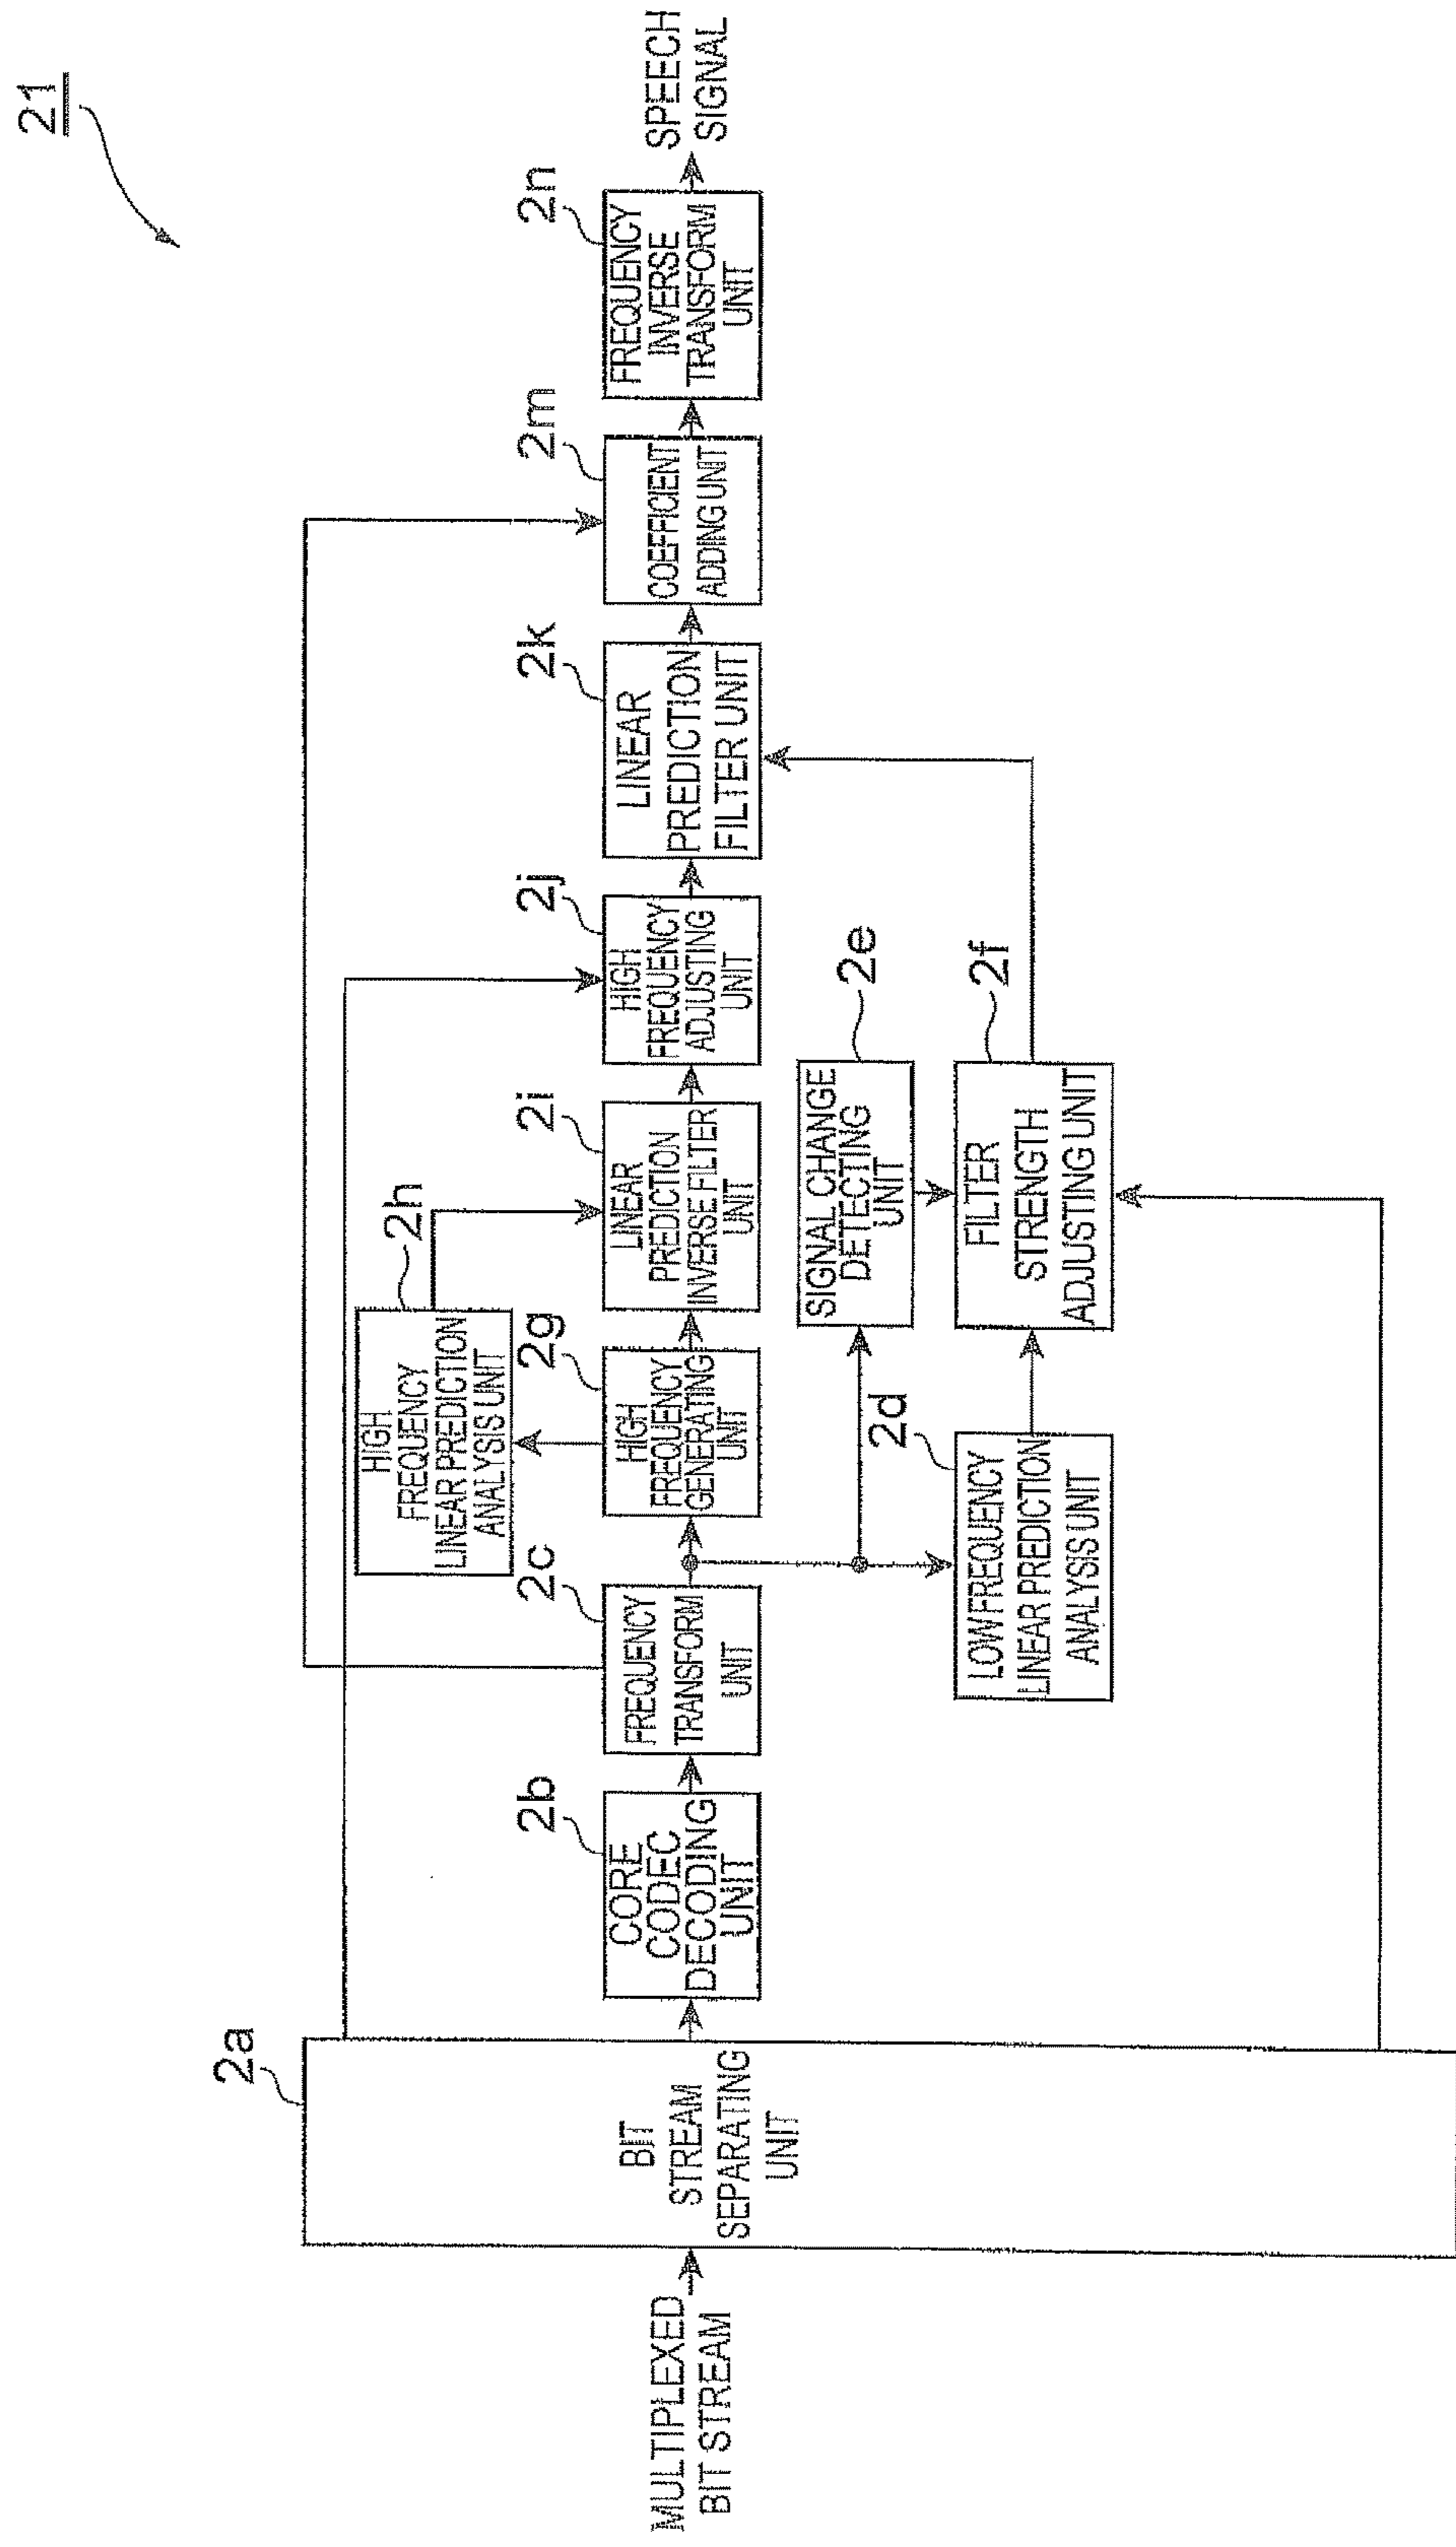 21
MULTIPLEXED
BIT STREAM
2a
BIT
STREAM
SEPARATING
UNIT
2b
CORE
CODEC
DECODING
UNIT
2c
FREQUENCY
TRANSFORM
UNIT
2h
HIGH
FREQUENCY
LINEAR PREDICTION
ANALYSIS UNIT
2g
HIGH
FREQUENCY
GENERATING
UNIT
2i
LINEAR
PREDICTION
INVERSE FILTER
UNIT
2j
HIGH
FREQUENCY
ADJUSTING
UNIT
2k
LINEAR
PREDICTION
FILTER UNIT
2m
COEFFICIENT
ADDING UNIT
2n
FREQUENCY
INVERSE
TRANSFORM
UNIT
SPEECH
SIGNAL
2d
LOW FREQUENCY
LINEAR PREDICTION
ANALYSIS UNIT
2e
SIGNAL CHANGE
DETECTING
UNIT
2f
FILTER
STRENGTH
ADJUSTING UNIT